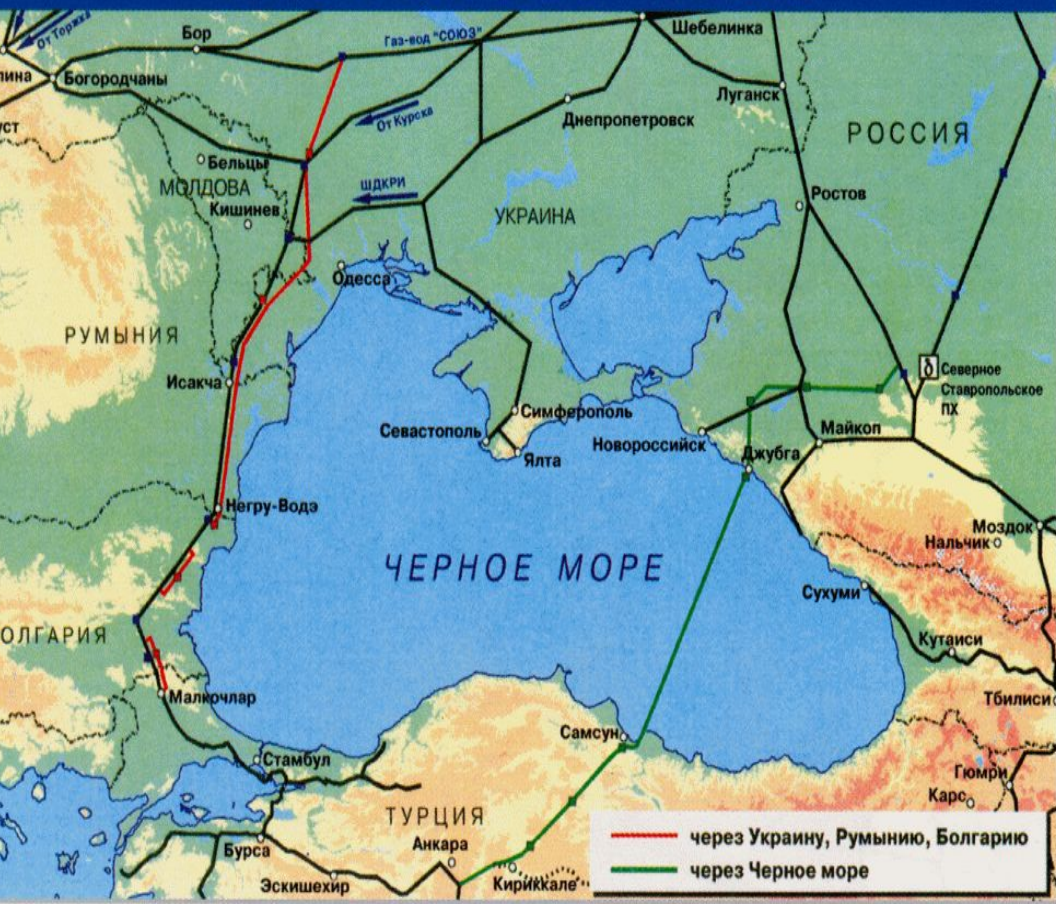 От Торжка
Бор
Газ-вод "СОЮЗ"
Шебелинка
лина
Богородчаны
Луганск
уст
От Курска
Днепропетровск
РОССИЯ
Бельцы
МОЛДОВА
ШДКРИ
Ростов
Кишинев
УКРАИНА
Одесса
РУМЫНИЯ
Исакча
δ Северное
Ставропольское
ПХ
Симферополь
Севастополь
Новороссийск
Майкоп
Ялта
Джубга
Негру-Водэ
Моздок
Нальчик
ЧЕРНОЕ МОРЕ
Сухуми
ОЛГАРИЯ
Кутаиси
Малкочлар
Тбилиси
Самсун
Стамбул
Гюмри
Карс
ТУРЦИЯ
через Украину, Румынию, Болгарию
Бурса
Анкара
через Черное море
Эскишехир
Кириккале